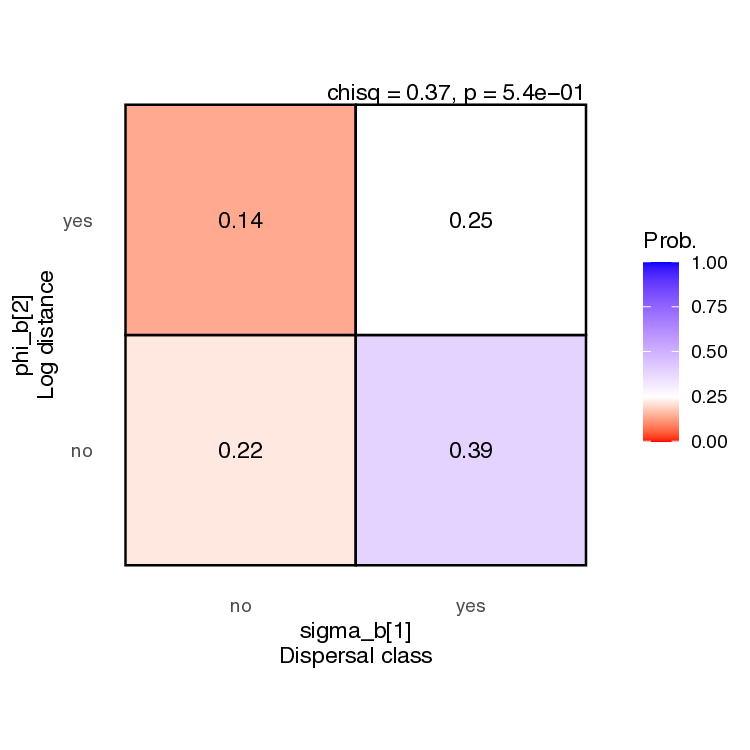 chisq = 0.37, p = 5.4e−01
yes
0.14
0.25
phi_b[2]
Log distance
no
0.22
0.39
no
yes
sigma_b[1]
Dispersal class
Prob.
1.00
0.75
0.50
0.25
0.00